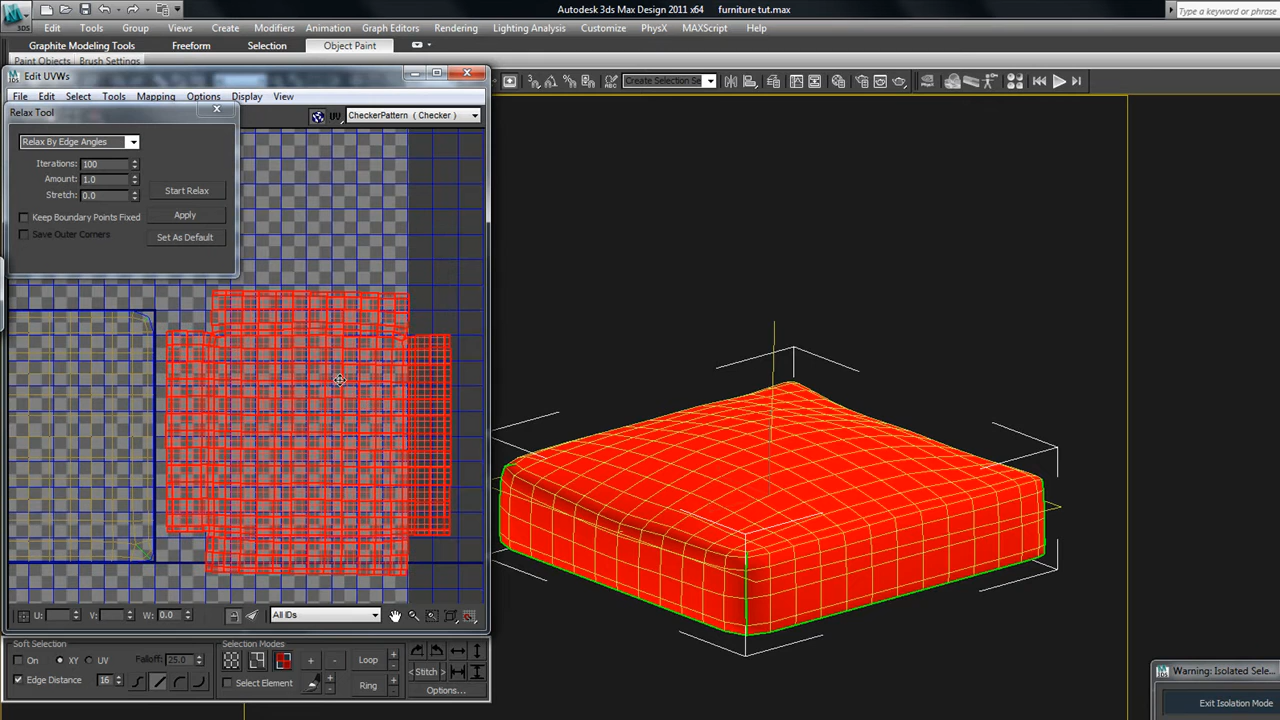 Autodesk 3ds Max Design 2011 x64 furniture tut.max
Type a keyword or phrase
3DS Edit Tools Group Views Create Modifiers Animation Graph Editors Rendering Lighting Analysis Customize PhysX MAXScript Help
Graphite Modeling Tools Freeform Selection Object Paint
Paint Objects Brush Settings
Edit UVWs
Create Selection Se
File Edit Select Tools Mapping Options Display View
Relax Tool
UV CheckerPattern ( Checker )
Relax By Edge Angles
Iterations: 100
Amount: 1.0
Start Relax
Stretch: 0.0
Keep Boundary Points Fixed Apply
Save Outer Corners Set As Default
U: V: W: 0.0 All IDs
Soft Selection Selection Modes
On XY UV Falloff: 25.0 + - Loop
Edge Distance 16 Select Element + - Ring
Stitch
Options...
Warning: Isolated Sele...
Exit Isolation Mode